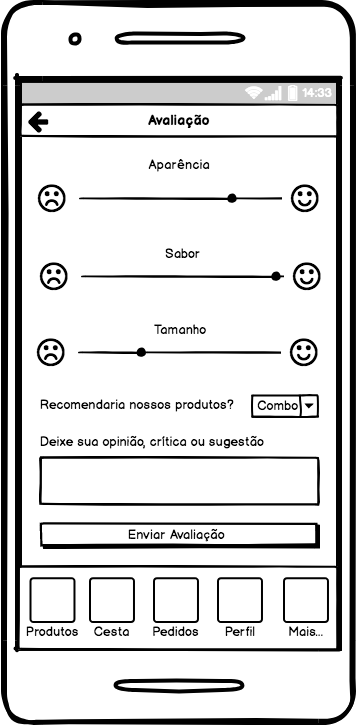 14:33
Avaliação
Aparência
Sabor
Tamanho
Recomendaria nossos produtos? Combo
Deixe sua opinião, crítica ou sugestão
Enviar Avaliação
Produtos Cesta Pedidos Perfil Mais...